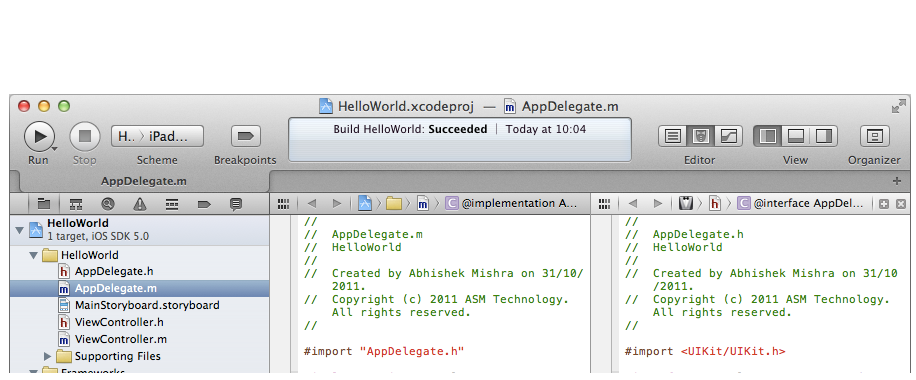 HelloWorld.xcodeproj — AppDelegate.m
H.. iPad...
Build HelloWorld: Succeeded | Today at 10:04
Run Stop Scheme Breakpoints Editor View Organizer
AppDelegate.m
@implementation A...
@interface AppDel...
HelloWorld
1 target, iOS SDK 5.0
HelloWorld
AppDelegate.h
AppDelegate.m
MainStoryboard.storyboard
ViewController.h
ViewController.m
Supporting Files
Frameworks
//
//  AppDelegate.m
//  HelloWorld
//
//  Created by Abhishek Mishra on 31/10/
2011.
//  Copyright (c) 2011 ASM Technology.
All rights reserved.
//
#import "AppDelegate.h"
//
//  AppDelegate.h
//  HelloWorld
//
//  Created by Abhishek Mishra on 31/10
/2011.
//  Copyright (c) 2011 ASM Technology.
All rights reserved.
//
#import <UIKit/UIKit.h>